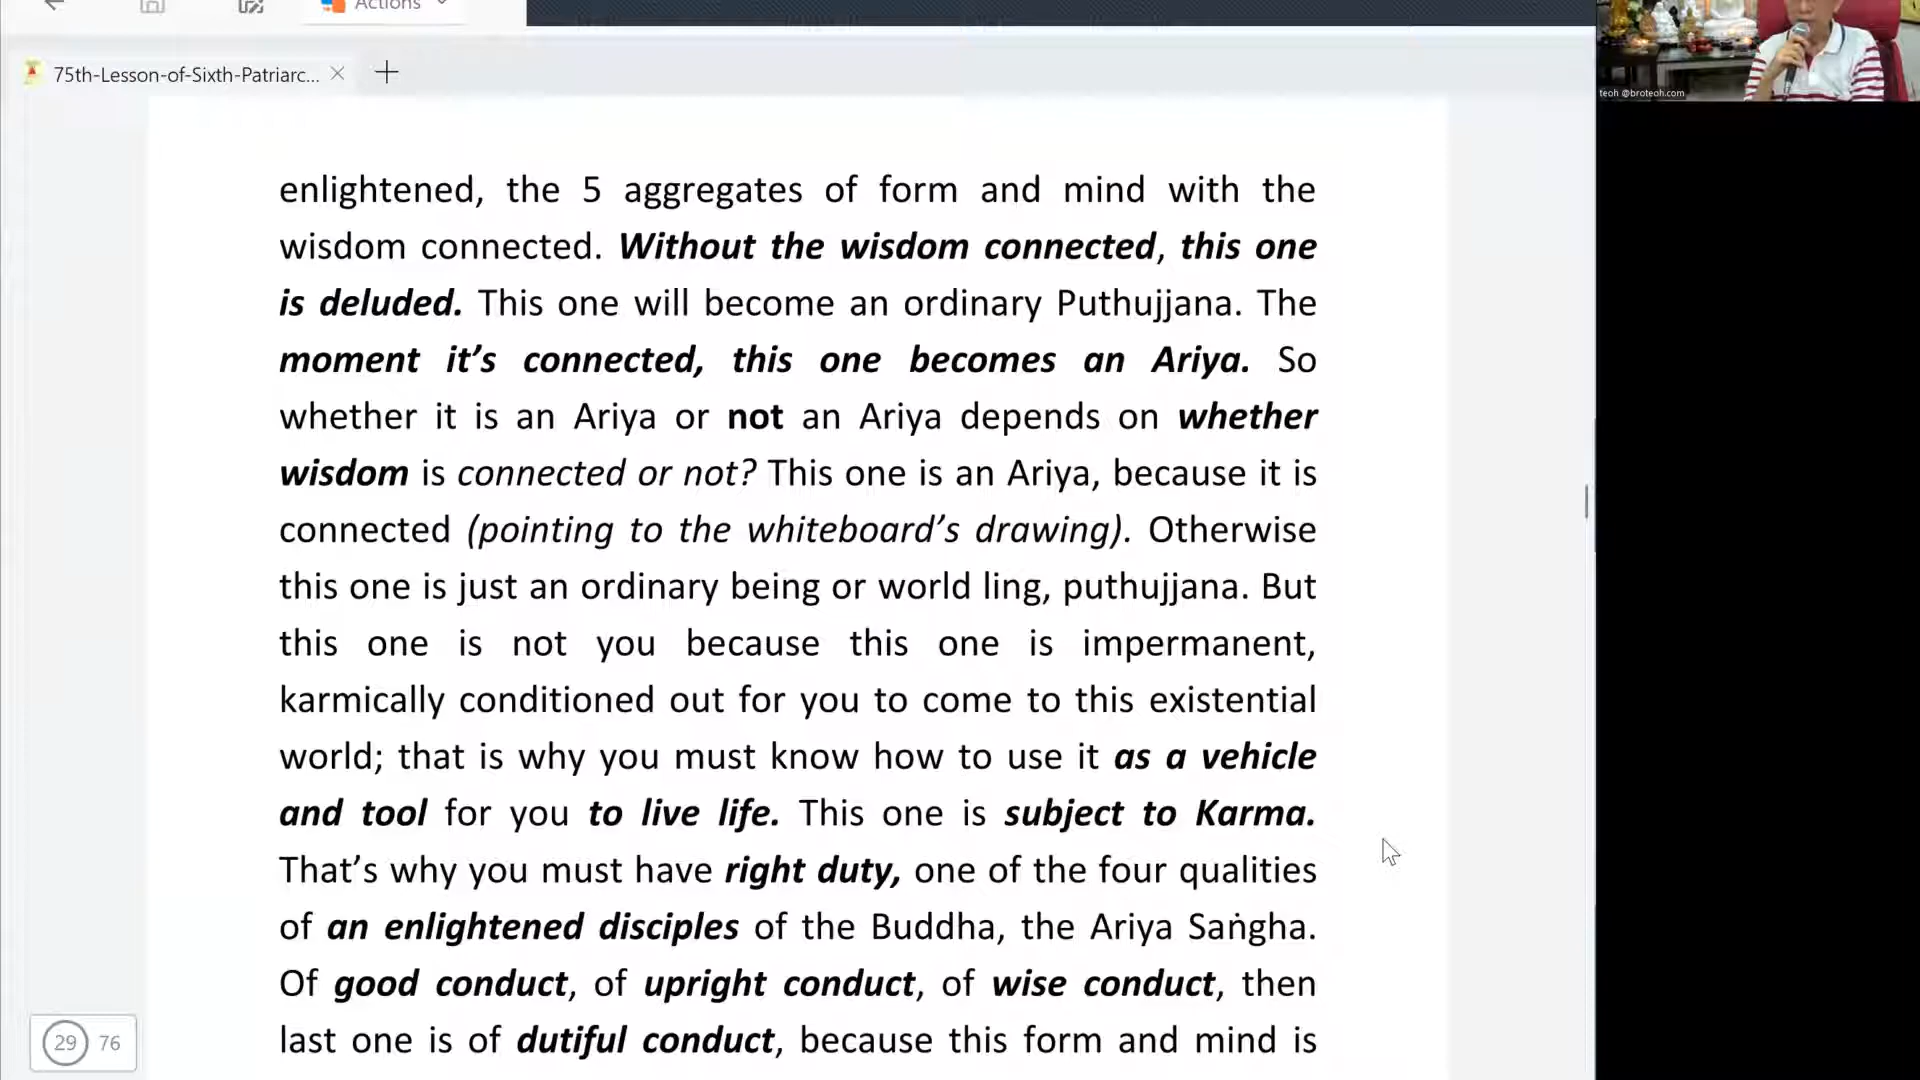 Actions
75th-Lesson-of-Sixth-Patriarc...
teoh @broteoh.com
enlightened, the 5 aggregates of form and mind with the
wisdom connected. Without the wisdom connected, this one
is deluded. This one will become an ordinary Puthujjana. The
moment it’s connected, this one becomes an Ariya. So
whether it is an Ariya or not an Ariya depends on whether
wisdom is connected or not? This one is an Ariya, because it is
connected (pointing to the whiteboard’s drawing). Otherwise
this one is just an ordinary being or world ling, puthujjana. But
this one is not you because this one is impermanent,
karmically conditioned out for you to come to this existential
world; that is why you must know how to use it as a vehicle
and tool for you to live life. This one is subject to Karma.
That’s why you must have right duty, one of the four qualities
of an enlightened disciples of the Buddha, the Ariya Saṅgha.
Of good conduct, of upright conduct, of wise conduct, then
last one is of dutiful conduct, because this form and mind is
29 76